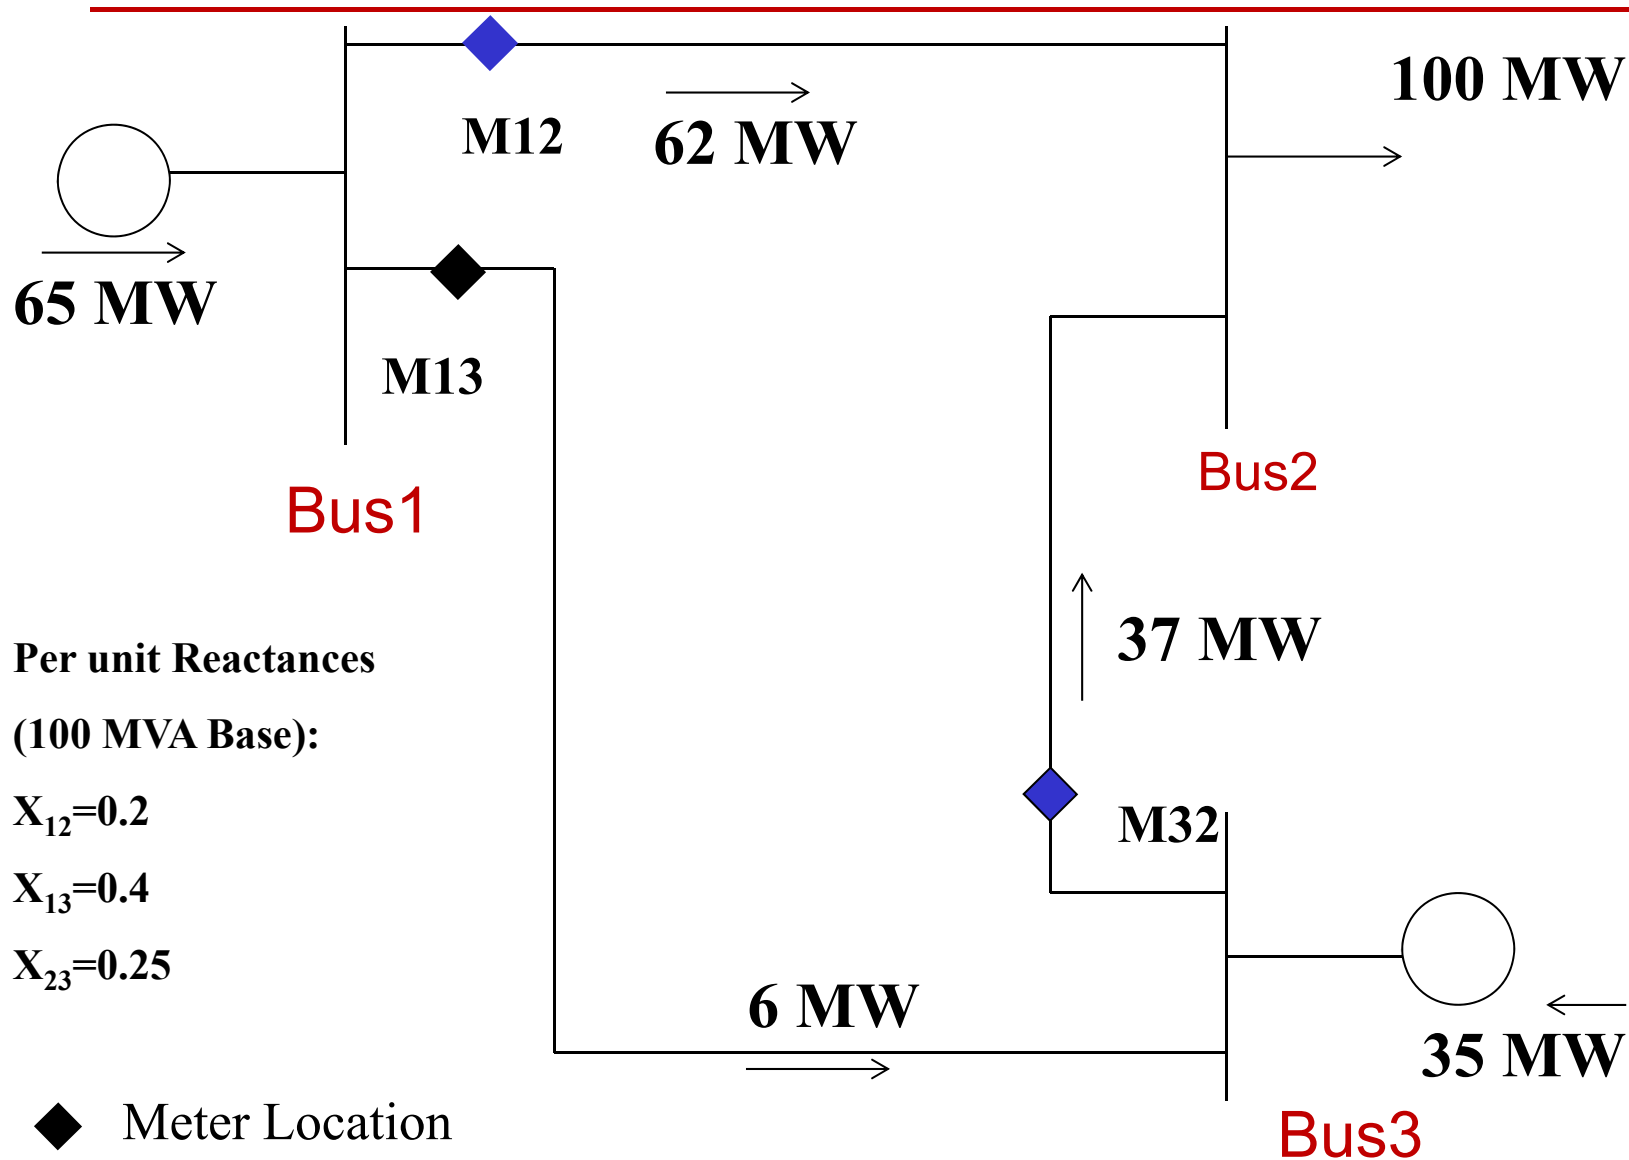 100 MW
M12
62 MW
65 MW
M13
Bus1
Bus2
37 MW
Per unit Reactances
(100 MVA Base):
X₁₂=0.2
M32
X₁₃=0.4
X₂₃=0.25
6 MW
35 MW
Meter Location
Bus3